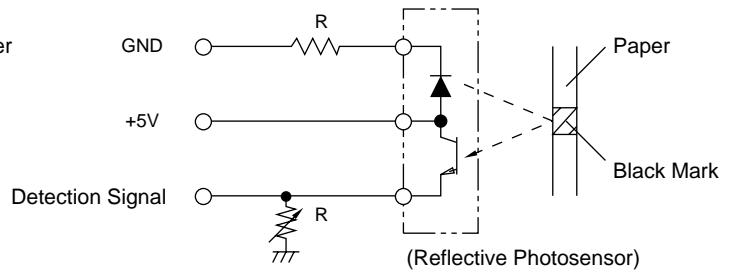 R
er
GND
Paper
+5V
Black Mark
Detection Signal
R
(Reflective Photosensor)